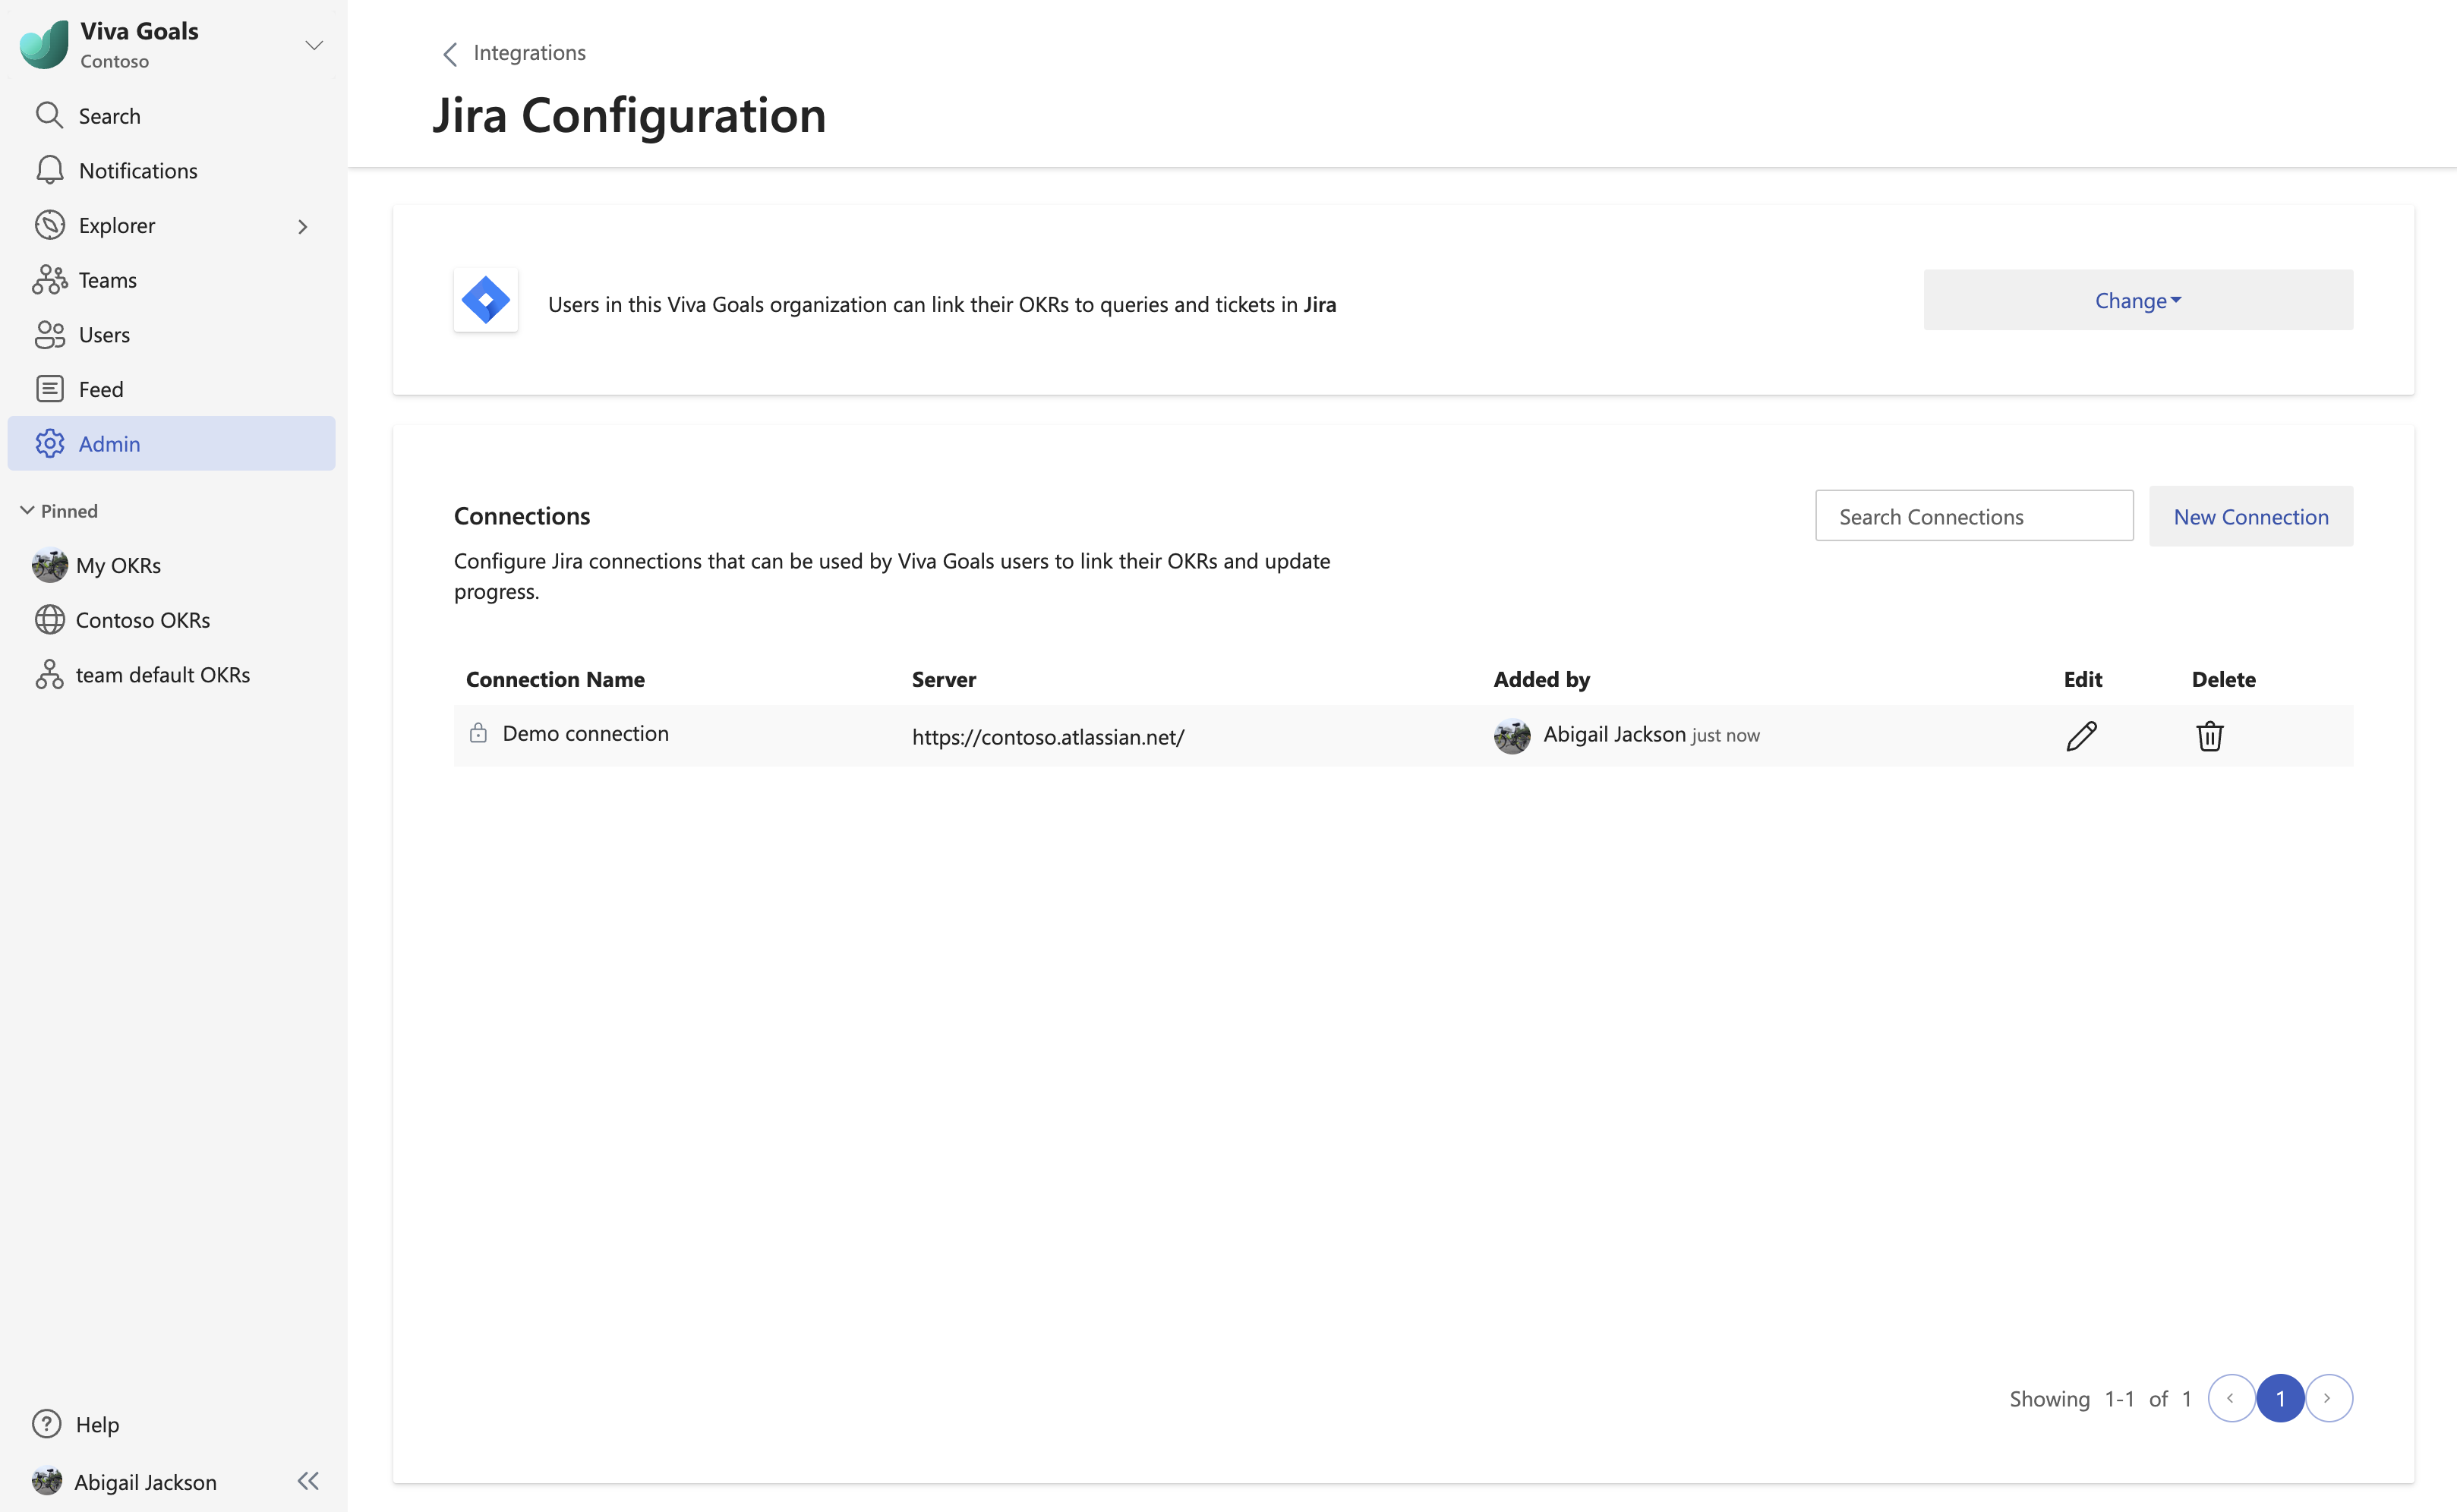 Viva Goals
Contoso
Search
Notifications
Explorer
Teams
Users
Feed
Admin
Pinned
My OKRs
Contoso OKRs
team default OKRs
Help
Abigail Jackson
Integrations
Jira Configuration
Users in this Viva Goals organization can link their OKRs to queries and tickets in Jira
Change
Connections
Search Connections
New Connection
Configure Jira connections that can be used by Viva Goals users to link their OKRs and update
progress.
Connection Name Server Added by Edit Delete
Demo connection https://contoso.atlassian.net/ Abigail Jackson just now
Showing 1-1 of 1 1